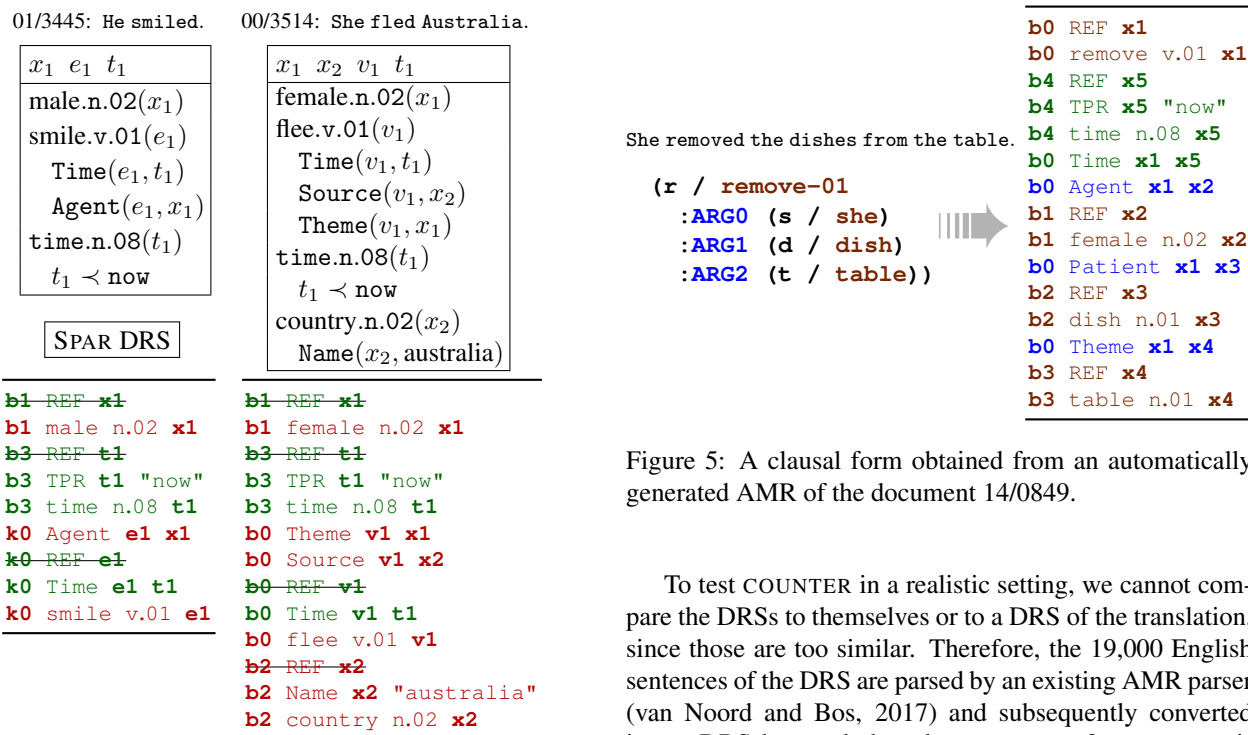 01/3445: He smiled.
x₁ e₁ t₁
male.n.02(x₁)
smile.v.01(e₁)
Time(e₁, t₁)
Agent(e₁, x₁)
time.n.08(t₁)
t₁ ≺ now
SPAR DRS
b1 REF x1
b1 male n.02 x1
b3 REF t1
b3 TPR t1 "now"
b3 time n.08 t1
k0 Agent e1 x1
k0 REF e1
k0 Time e1 t1
k0 smile v.01 e1
00/3514: She fled Australia.
x₁ x₂ v₁ t₁
female.n.02(x₁)
flee.v.01(v₁)
Time(v₁, t₁)
Source(v₁, x₂)
Theme(v₁, x₁)
time.n.08(t₁)
t₁ ≺ now
country.n.02(x₂)
Name(x₂, australia)
b1 REF x1
b1 female n.02 x1
b3 REF t1
b3 TPR t1 "now"
b3 time n.08 t1
b0 Theme v1 x1
b0 Source v1 x2
b0 REF v1
b0 Time v1 t1
b0 flee v.01 v1
b2 REF x2
b2 Name x2 "australia"
b2 country n.02 x2
She removed the dishes from the table.
(r / remove-01
:ARG0 (s / she)
:ARG1 (d / dish)
:ARG2 (t / table))
b0 REF x1
b0 remove v.01 x1
b4 REF x5
b4 TPR x5 "now"
b4 time n.08 x5
b0 Time x1 x5
b0 Agent x1 x2
b1 REF x2
b1 female n.02 x2
b0 Patient x1 x3
b2 REF x3
b2 dish n.01 x3
b0 Theme x1 x4
b3 REF x4
b3 table n.01 x4
Figure 5: A clausal form obtained from an automatically
generated AMR of the document 14/0849.
To test COUNTER in a realistic setting, we cannot com-
pare the DRSs to themselves or to a DRS of the translation,
since those are too similar. Therefore, the 19,000 English
sentences of the DRS are parsed by an existing AMR parser
(van Noord and Bos, 2017) and subsequently converted